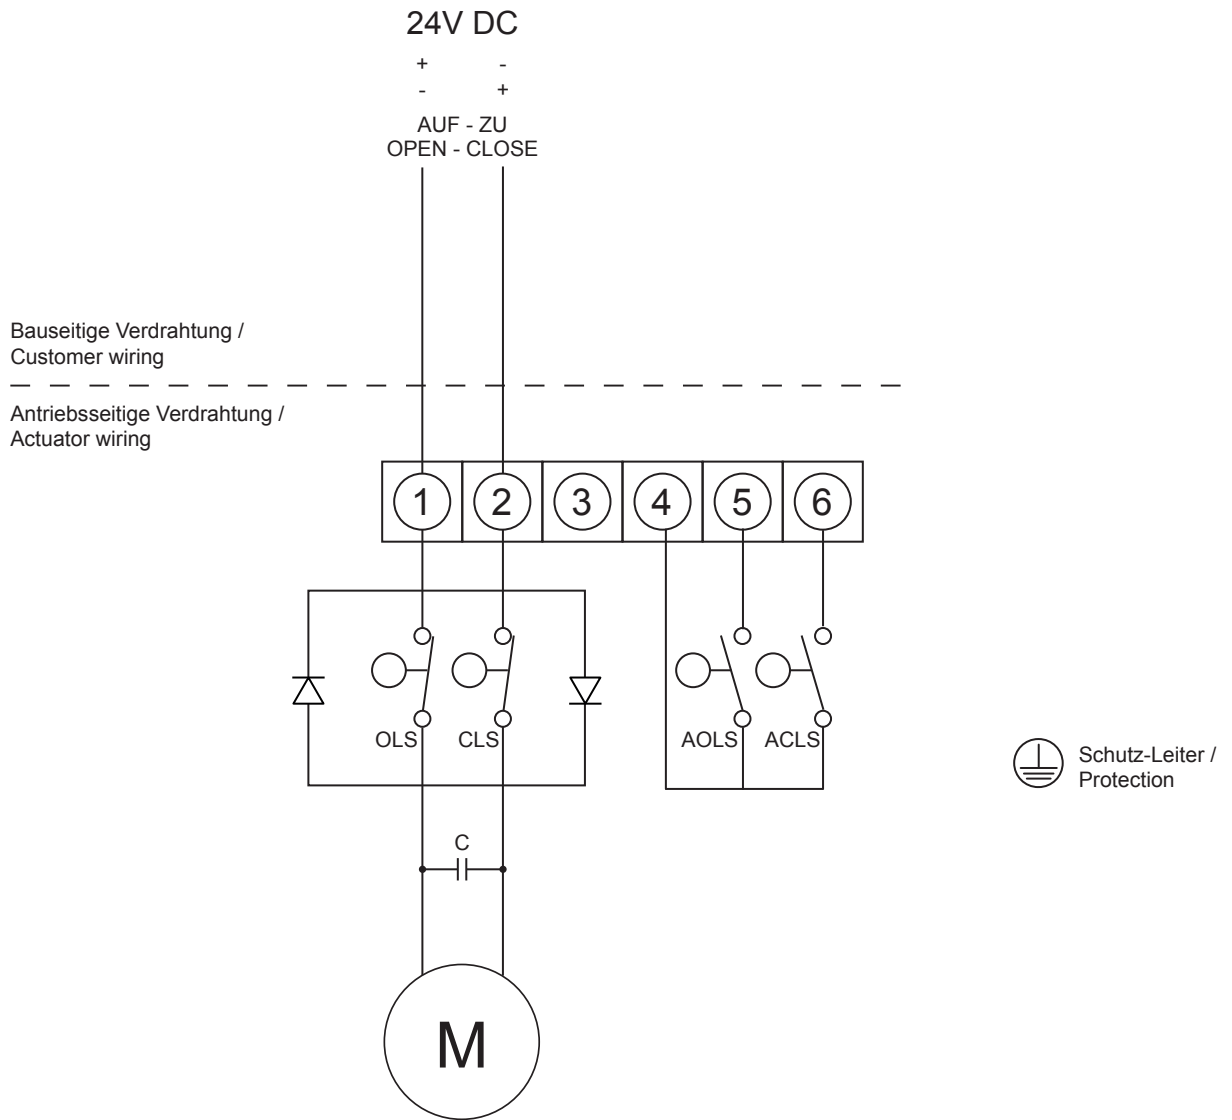 24V DC
+ -
- +
AUF - ZU
OPEN - CLOSE
Bauseitige Verdrahtung /
Customer wiring
Antriebsseitige Verdrahtung /
Actuator wiring
1 2 3 4 5 6
OLS CLS AOLS ACLS
Schutz-Leiter /
Protection
C
M